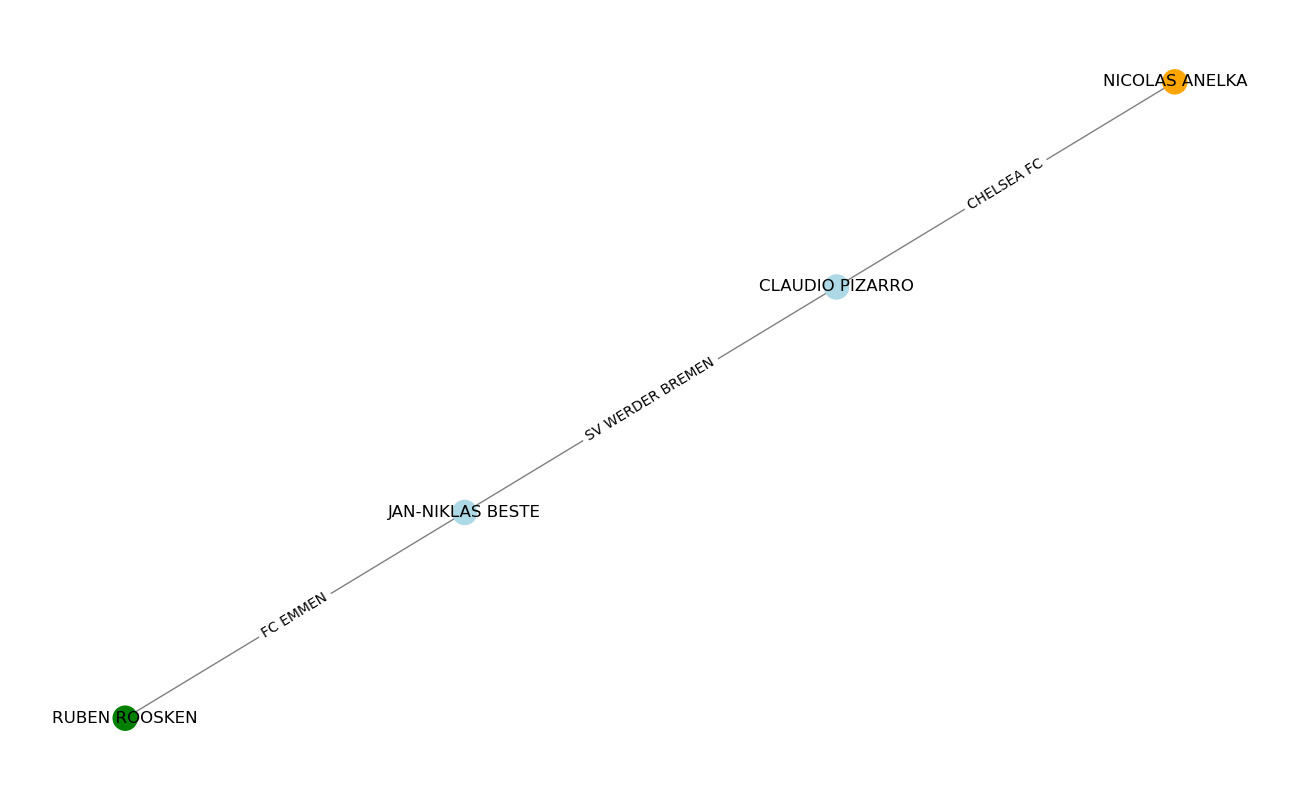 NICOLAS ANELKA
CHELSEA FC
CLAUDIO PIZARRO
SV WERDER BREMEN
JAN-NIKLAS BESTE
FC EMMEN
RUBEN ROOSKEN